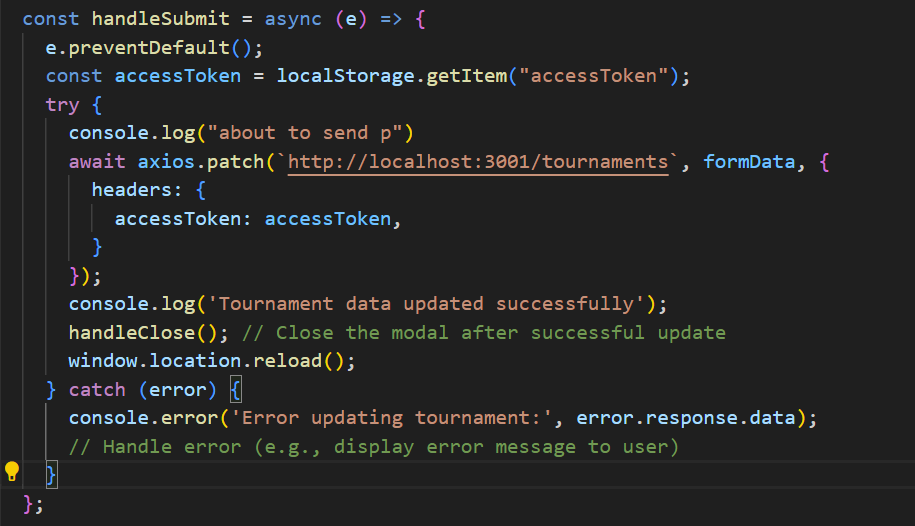 const handleSubmit = async (e) => {
  e.preventDefault();
  const accessToken = localStorage.getItem("accessToken");
  try {
    console.log("about to send p")
    await axios.patch(`http://localhost:3001/tournaments`, formData, {
      headers: {
        accessToken: accessToken,
      }
    });
    console.log('Tournament data updated successfully');
    handleClose(); // Close the modal after successful update
    window.location.reload();
  } catch (error) {
    console.error('Error updating tournament:', error.response.data);
    // Handle error (e.g., display error message to user)
  }
};